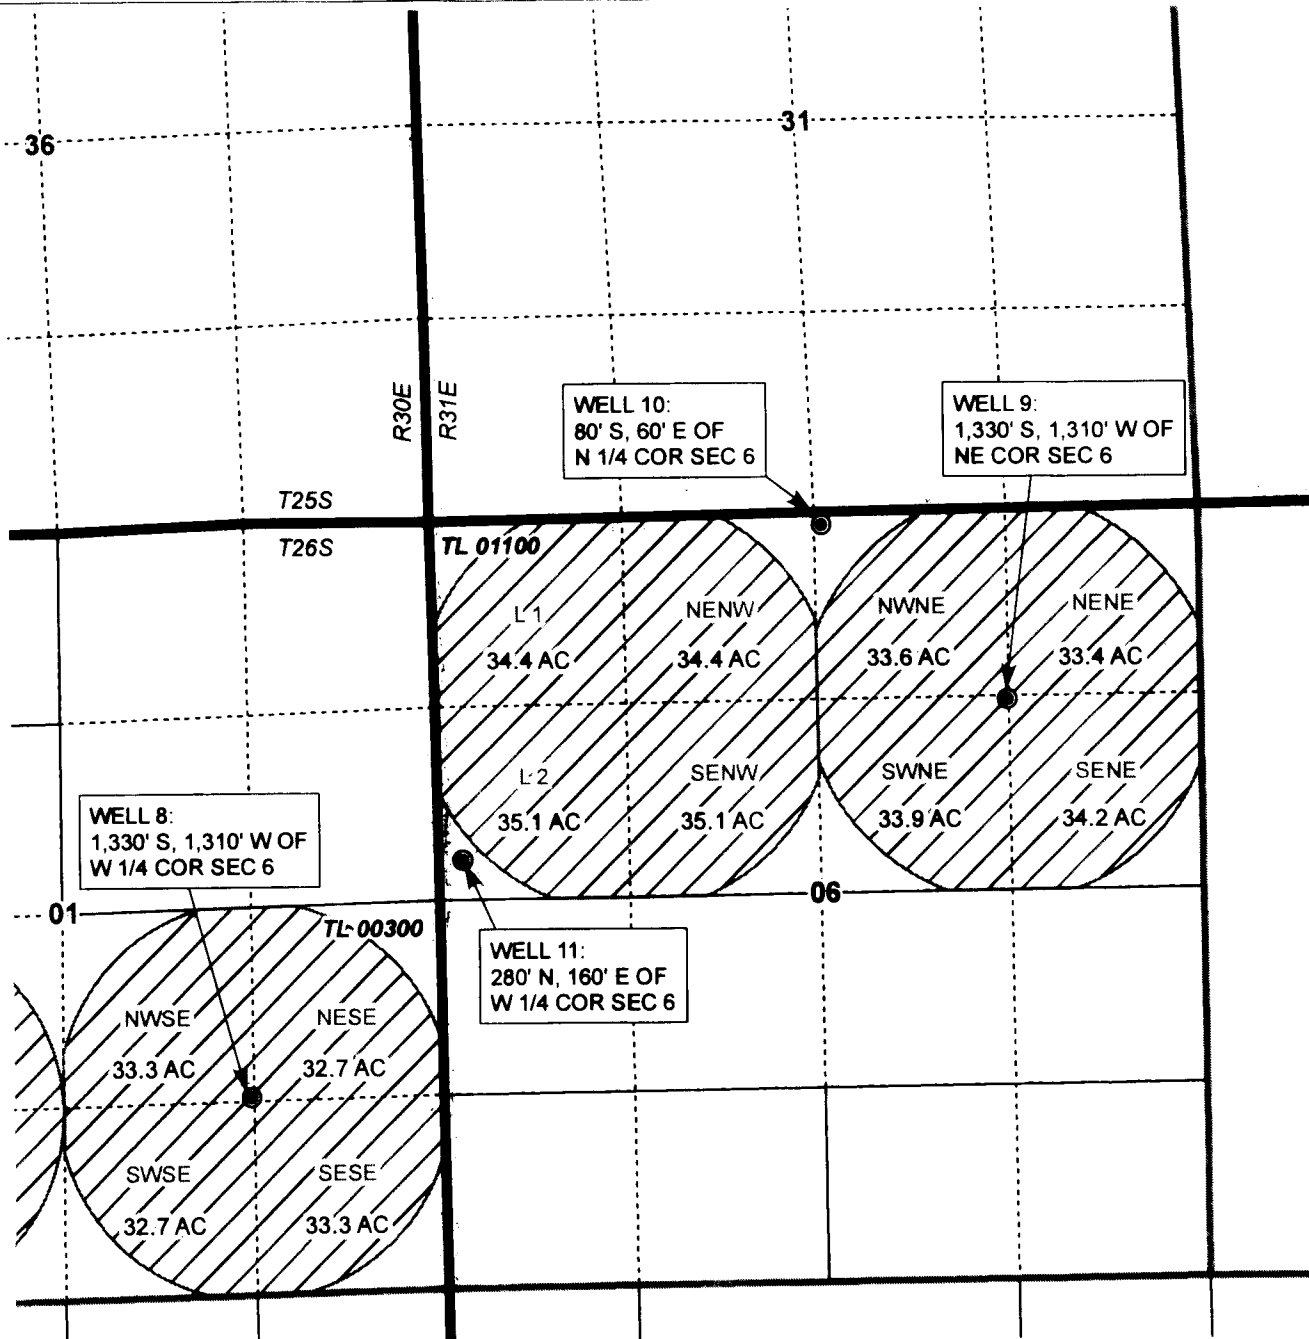 36
31
R30E
R31E
WELL 10:
80' S, 60' E OF
N 1/4 COR SEC 6
WELL 9:
1,330' S, 1,310' W OF
NE COR SEC 6
T25S
T26S
TL 01100
L 1
34.4 AC
NENW
34.4 AC
NWNE
33.6 AC
NENE
33.4 AC
L 2
35.1 AC
SENW
35.1 AC
SWNE
33.9 AC
SENE
34.2 AC
WELL 8:
1,330' S, 1,310' W OF
W 1/4 COR SEC 6
06
01
TL 00300
WELL 11:
280' N, 160' E OF
W 1/4 COR SEC 6
NWSE
33.3 AC
NESE
32.7 AC
SWSE
32.7 AC
SESE
33.3 AC